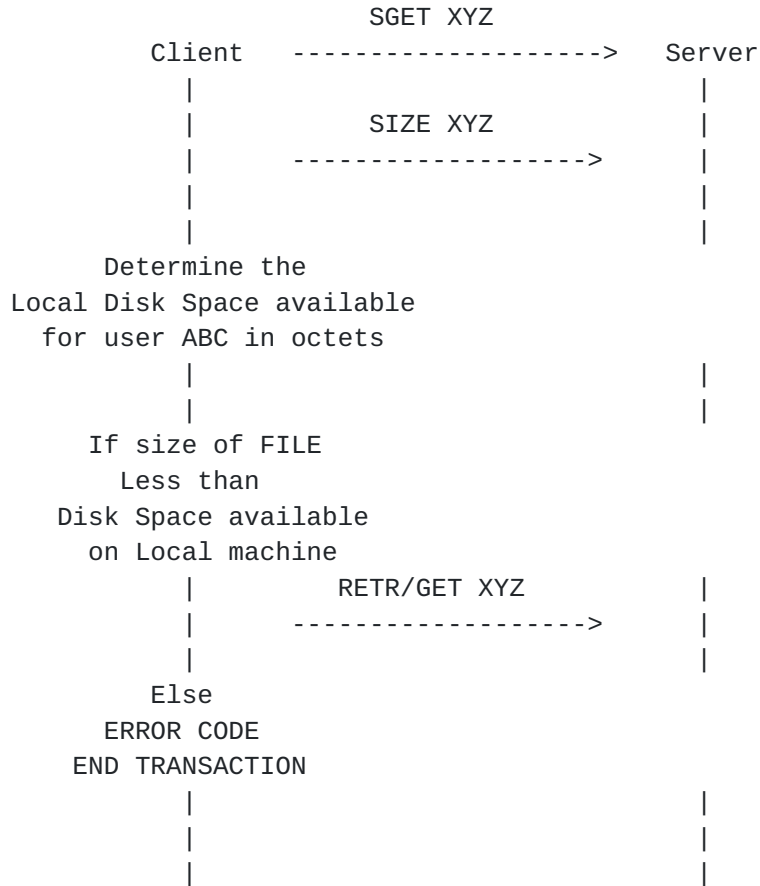 SGET XYZ
Client -------------------> Server
| |
| SIZE XYZ |
| ------------------> |
| |
| |
Determine the
Local Disk Space available
for user ABC in octets
| |
| |
If size of FILE
Less than
Disk Space available
on Local machine
| RETR/GET XYZ |
| ------------------> |
| |
Else
ERROR CODE
END TRANSACTION
| |
| |
| |